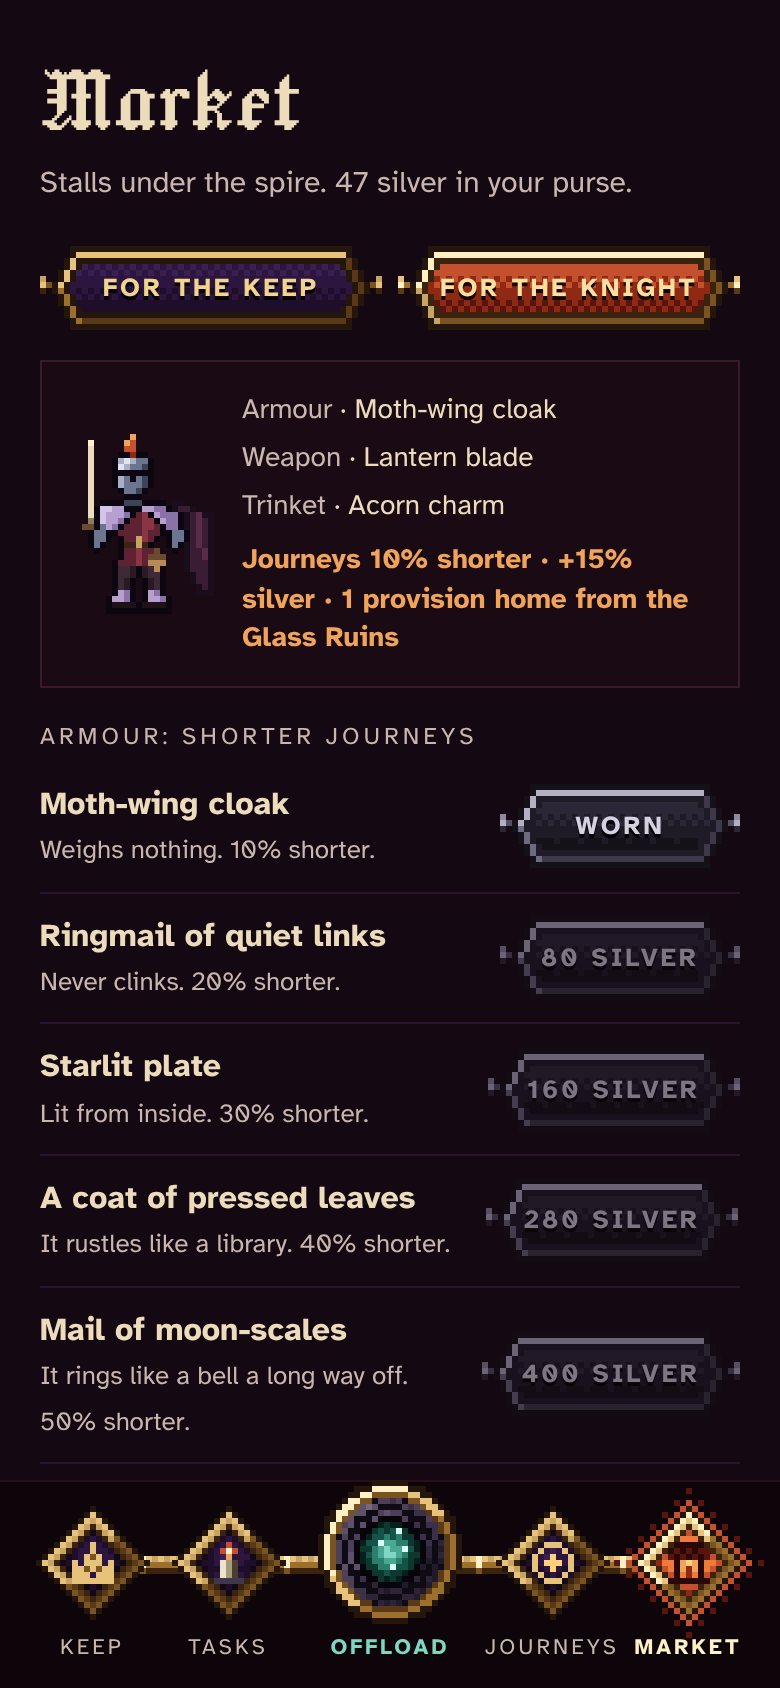 Market
Stalls under the spire. 47 silver in your purse.
FOR THE KEEP
FOR THE KNIGHT
Armour · Moth-wing cloak
Weapon · Lantern blade
Trinket · Acorn charm
Journeys 10% shorter · +15%
silver · 1 provision home from the
Glass Ruins
ARMOUR: SHORTER JOURNEYS
Moth-wing cloak
Weighs nothing. 10% shorter.
WORN
Ringmail of quiet links
Never clinks. 20% shorter.
80 SILVER
Starlit plate
Lit from inside. 30% shorter.
160 SILVER
A coat of pressed leaves
It rustles like a library. 40% shorter.
280 SILVER
Mail of moon-scales
It rings like a bell a long way off.
50% shorter.
400 SILVER
KEEP
TASKS
OFFLOAD
JOURNEYS
MARKET